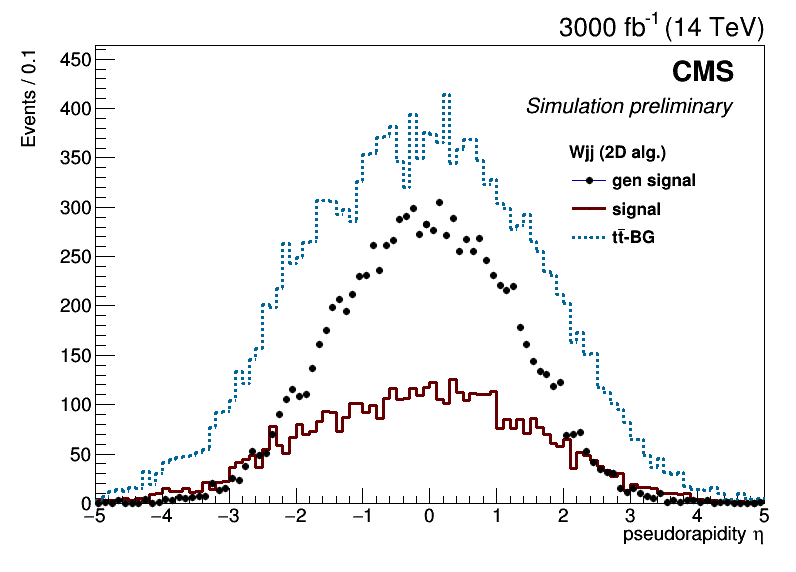 3000 fb⁻¹ (14 TeV)
Events / 0.1
CMS
Simulation preliminary
Wjj (2D alg.)
gen signal
signal
tt̄-BG
450
400
350
300
250
200
150
100
50
0
−5 −4 −3 −2 −1 0 1 2 3 4 5
pseudorapidity η